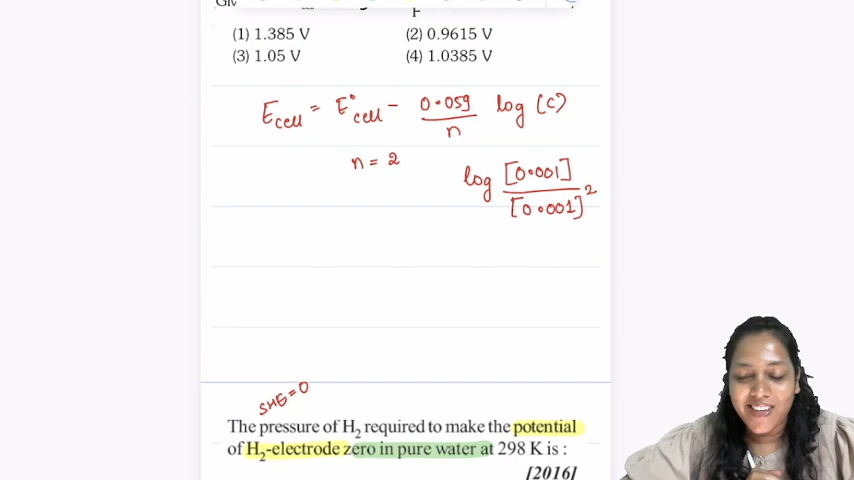 (1) 1.385 V (2) 0.9615 V
(3) 1.05 V (4) 1.0385 V
E cell = E° cell - 0.059 / n log (C)
n = 2
log [0.001] / [0.001]²
SHE = 0
The pressure of H₂ required to make the potential
of H₂-electrode zero in pure water at 298 K is :
[2016]